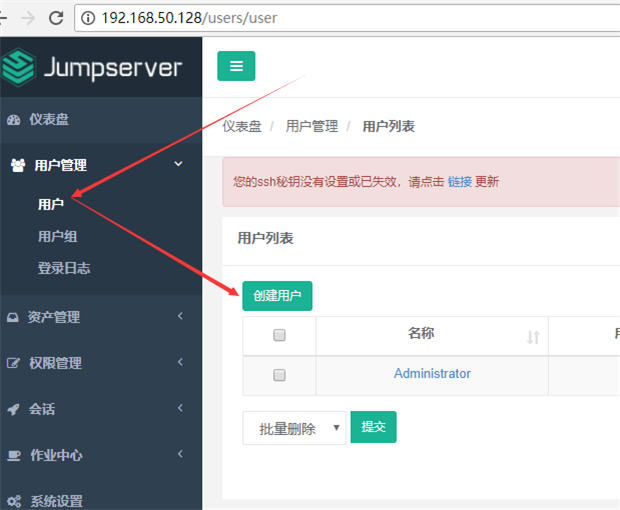 192.168.50.128/users/user
Jumpserver
仪表盘
用户管理
用户
用户组
登录日志
资产管理
权限管理
会话
作业中心
系统设置
仪表盘 / 用户管理 / 用户列表
您的ssh秘钥没有设置或已失效，请点击 链接 更新
用户列表
创建用户
名称
Administrator
批量删除
提交